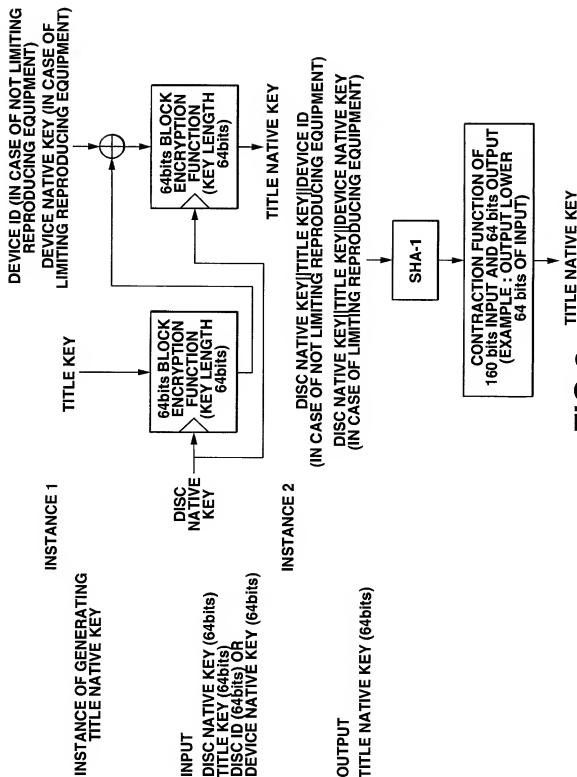 INSTANCE OF GENERATING
TITLE NATIVE KEY
INPUT
DISC NATIVE KEY (64bits)
TITLE KEY (64bits)
DISC ID (64bits) OR
DEVICE NATIVE KEY (64bits)
OUTPUT
TITLE NATIVE KEY (64bits)
INSTANCE 1
DISC
NATIVE
KEY
TITLE KEY
64bits BLOCK
ENCRYPTION
FUNCTION
(KEY LENGTH
64bits)
DEVICE ID (IN CASE OF NOT LIMITING
REPRODUCING EQUIPMENT)
DEVICE NATIVE KEY (IN CASE OF
LIMITING REPRODUCING EQUIPMENT)
64bits BLOCK
ENCRYPTION
FUNCTION
(KEY LENGTH
64bits)
TITLE NATIVE KEY
INSTANCE 2
DISC NATIVE KEY||TITLE KEY||DEVICE ID
(IN CASE OF NOT LIMITING REPRODUCING EQUIPMENT)
DISC NATIVE KEY||TITLE KEY||DEVICE NATIVE KEY
(IN CASE OF LIMITING REPRODUCING EQUIPMENT)
SHA-1
CONTRACTION FUNCTION OF
160 bits INPUT AND 64 bits OUTPUT
(EXAMPLE : OUTPUT LOWER
64 bits OF INPUT)
TITLE NATIVE KEY